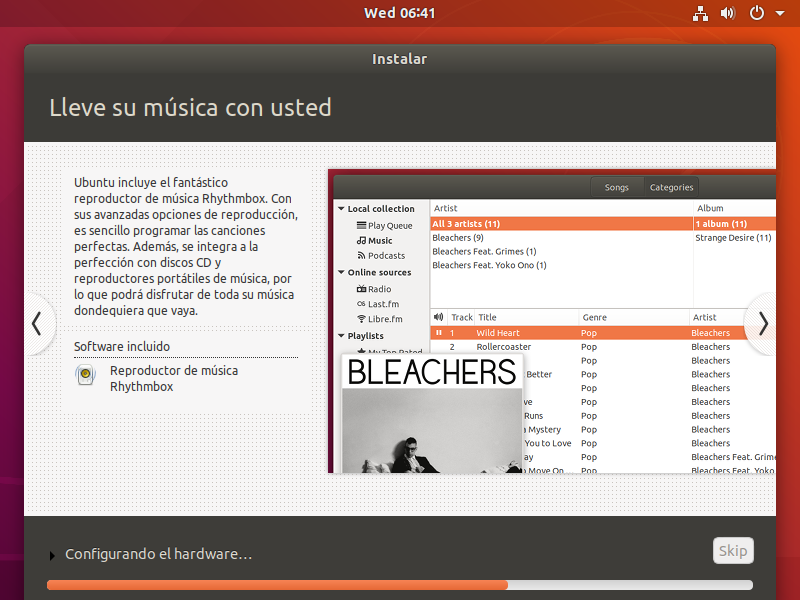 Wed 06:41
Instalar
Lleve su música con usted
Ubuntu incluye el fantástico
reproductor de música Rhythmbox. Con
sus avanzadas opciones de reproducción,
es sencillo programar las canciones
perfectas. Además, se integra a la
perfección con discos CD y
reproductores portátiles de música, por
lo que podrá disfrutar de toda su música
dondequiera que vaya.
Software incluido
Reproductor de música
Rhythmbox
Songs Categories
Local collection
Play Queue
Music
Podcasts
Online sources
Radio
Last.fm
Libre.fm
Playlists
My Top Rated
Artist Album
All 3 artists (11) 1 album (11)
Bleachers (9) Strange Desire (11)
Bleachers Feat. Grimes (1)
Bleachers Feat. Yoko Ono (1)
Track Title Genre Artist
1 Wild Heart Pop Bleachers
2 Rollercoaster Pop Bleachers
Pop Bleachers
Better Pop Bleachers
Pop Bleachers
ve Pop Bleachers
Runs Pop Bleachers
a Mystery Pop Bleachers
You to Love Pop Bleachers
ay Pop Bleachers Feat. Grime
o Move On Pop Bleachers Feat. Yoko
BLEACHERS
Configurando el hardware...
Skip